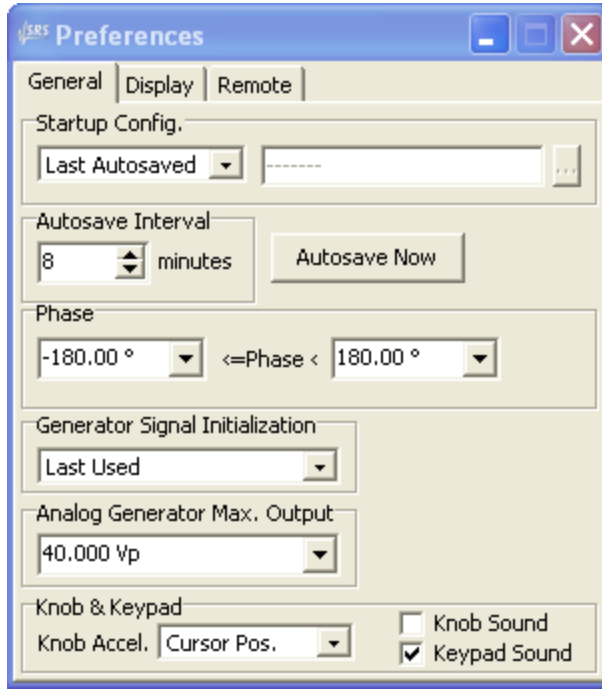 SRS Preferences
General Display Remote
Startup Config.
Last Autosaved -------  ...
Autosave Interval
8 minutes Autosave Now
Phase
-180.00 ° <=Phase < 180.00 °
Generator Signal Initialization
Last Used
Analog Generator Max. Output
40.000 Vp
Knob & Keypad
Knob Sound
Knob Accel. Cursor Pos.
Keypad Sound